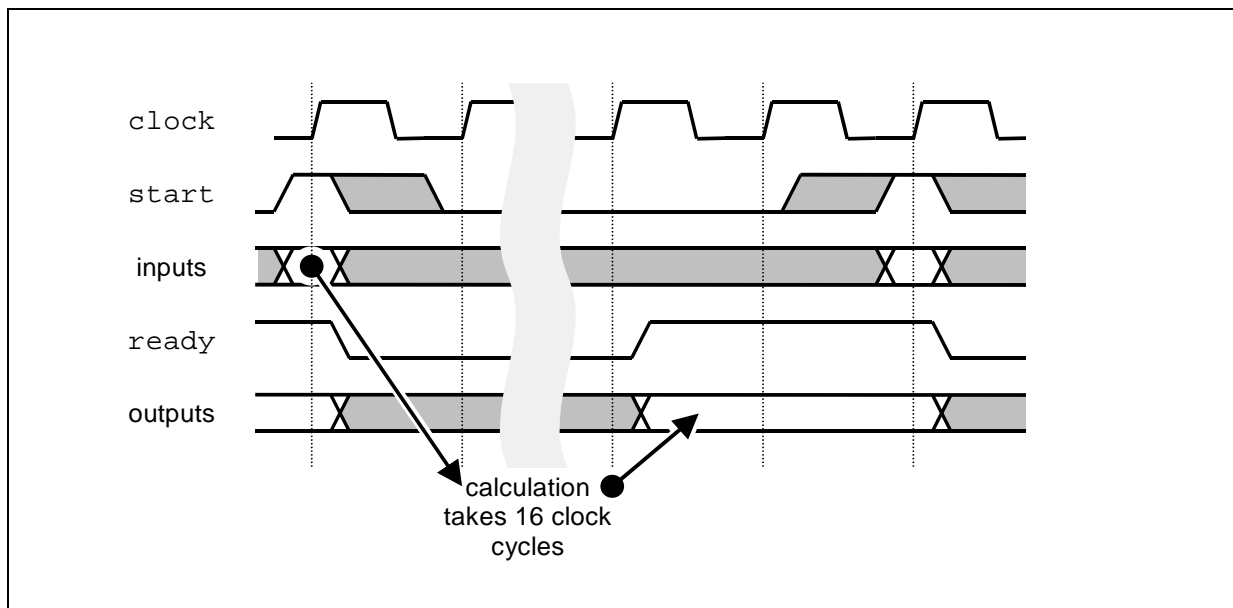 clock
start
inputs
ready
outputs
calculation
takes 16 clock
cycles